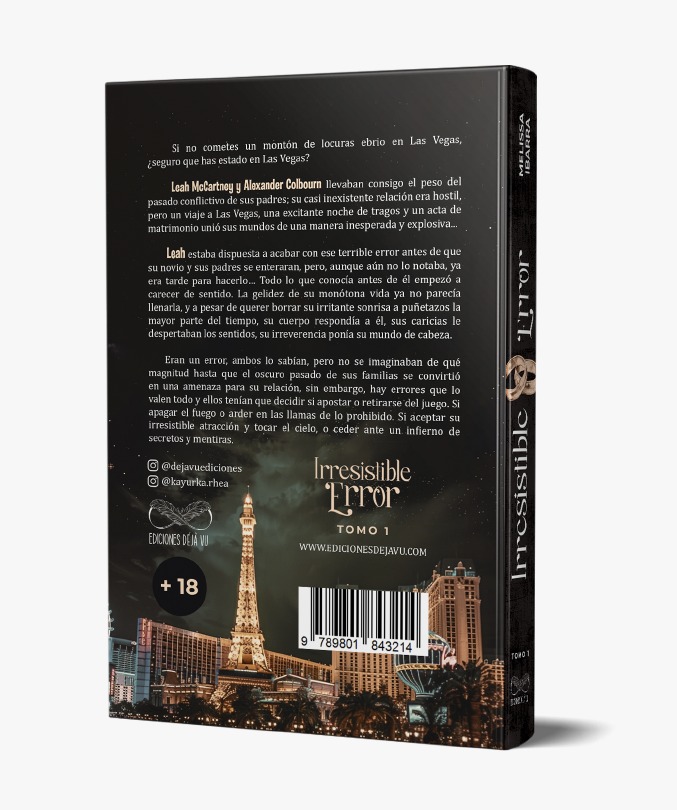 Si no cometes un montón de locuras ebrio en Las Vegas,
¿seguro que has estado en Las Vegas?
Leah McCartney y Alexander Colbourn llevaban consigo el peso del
pasado conflictivo de sus padres; su casi inexistente relación era hostil,
pero un viaje a Las Vegas, una excitante noche de tragos y un acta de
matrimonio unió sus mundos de una manera inesperada y explosiva...
Leah estaba dispuesta a acabar con ese terrible error antes de que
su novio y sus padres se enteraran, pero, aunque aún no lo notaba, ya
era tarde para hacerlo... Todo lo que conocía antes de él empezó a
carecer de sentido. La gelidez de su monótona vida ya no parecía
llenarla, y a pesar de querer borrar su irritante sonrisa a puñetazos la
mayor parte del tiempo, su cuerpo respondía a él, sus caricias le
despertaban los sentidos, su irreverencia ponía su mundo de cabeza.
Eran un error, ambos lo sabían, pero no se imaginaban de qué
magnitud hasta que el oscuro pasado de sus familias se convirtió
en una amenaza para su relación, sin embargo, hay errores que lo
valen todo y ellos tenían que decidir si apostar o retirarse del juego. Si
apagar el fuego o arder en las llamas de lo prohibido. Si aceptar su
irresistible atracción y tocar el cielo, o ceder ante un infierno de
secretos y mentiras.
@dejavuediciones
@kayurka.rhea
EDICIONES DÉJÀ VU
+ 18
Irresistible
Error
TOMO 1
WWW.EDICIONESDEJAVU.COM
9 789801 843214
MELISSA
IBARRA
Irresistible Error
TOMO 1